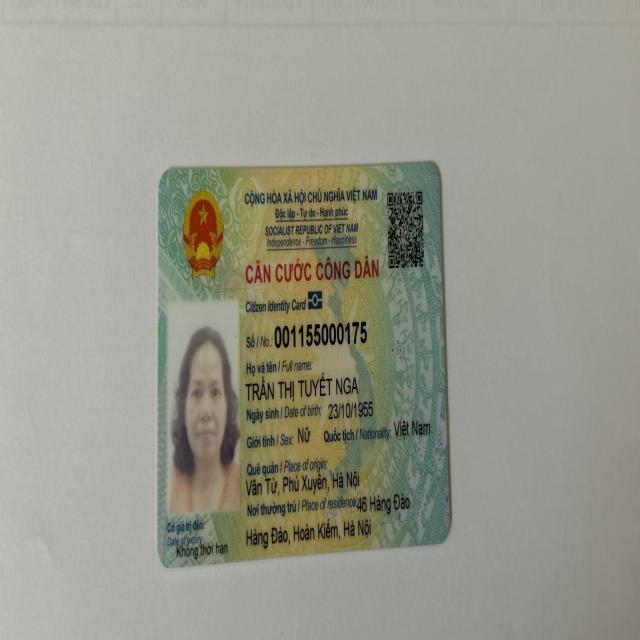 CỘNG HÒA XÃ HỘI CHỦ NGHĨA VIỆT NAM
Độc lập - Tự do - Hạnh phúc
SOCIALIST REPUBLIC OF VIET NAM
Independence - Freedom - Happiness
CĂN CƯỚC CÔNG DÂN
Citizen Identity Card
Số / No.: 001155000175
Họ và tên / Full name:
TRẦN THỊ TUYẾT NGA
Ngày sinh / Date of birth: 23/10/1955
Giới tính / Sex: Nữ Quốc tịch / Nationality: Việt Nam
Quê quán / Place of origin:
Văn Từ, Phú Xuyên, Hà Nội
Nơi thường trú / Place of residence: 46 Hàng Đào
Hàng Đào, Hoàn Kiếm, Hà Nội
Có giá trị đến:
Date of expiry
Không thời hạn